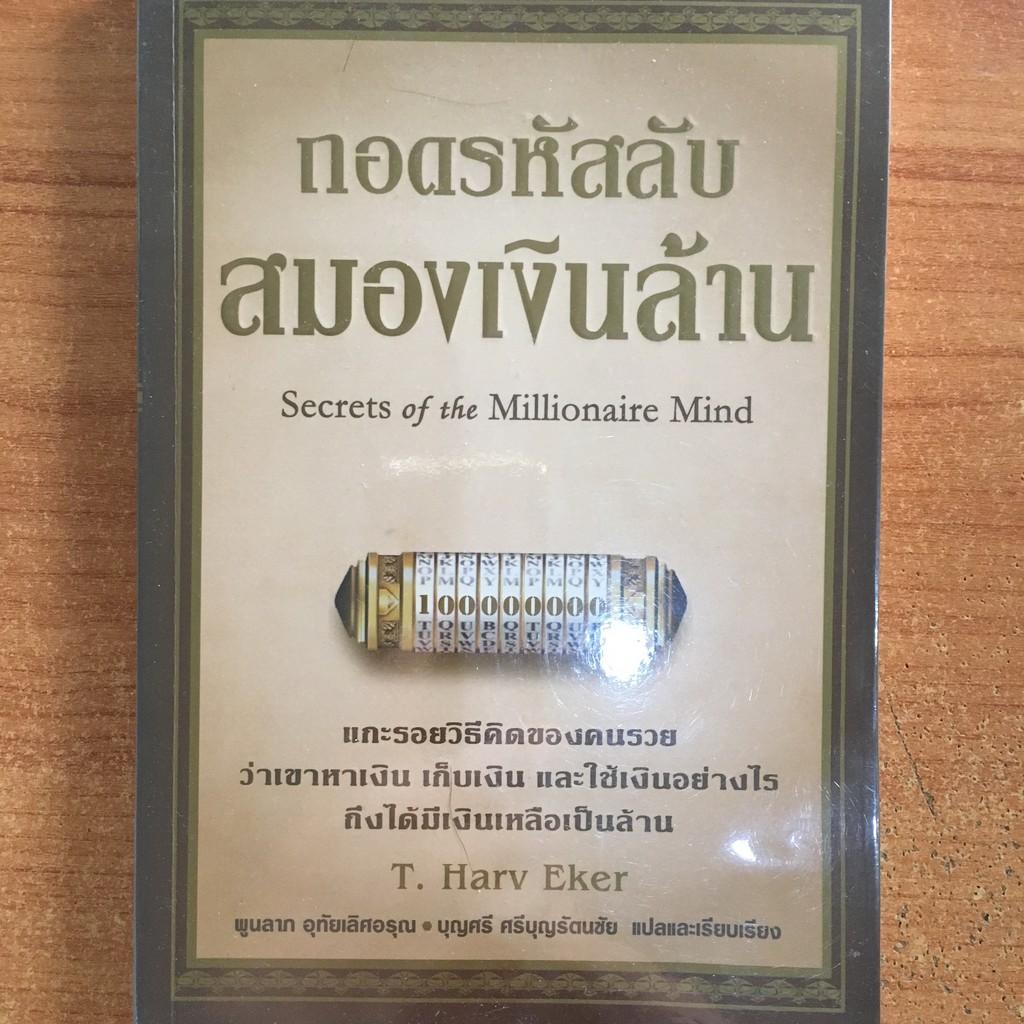 ถอดรหัสลับ
สมองเงินล้าน
Secrets of the Millionaire Mind
100000000
แกะรอยวิธีคิดของคนรวย
ว่าเขาหาเงิน เก็บเงิน และใช้เงินอย่างไร
ถึงได้มีเงินเหลือเป็นล้าน
T. Harv Eker
พูนลาภ อุทัยเลิศอรุณ • บุญศรี ศรีบุญรัตนชัย แปลและเรียบเรียง